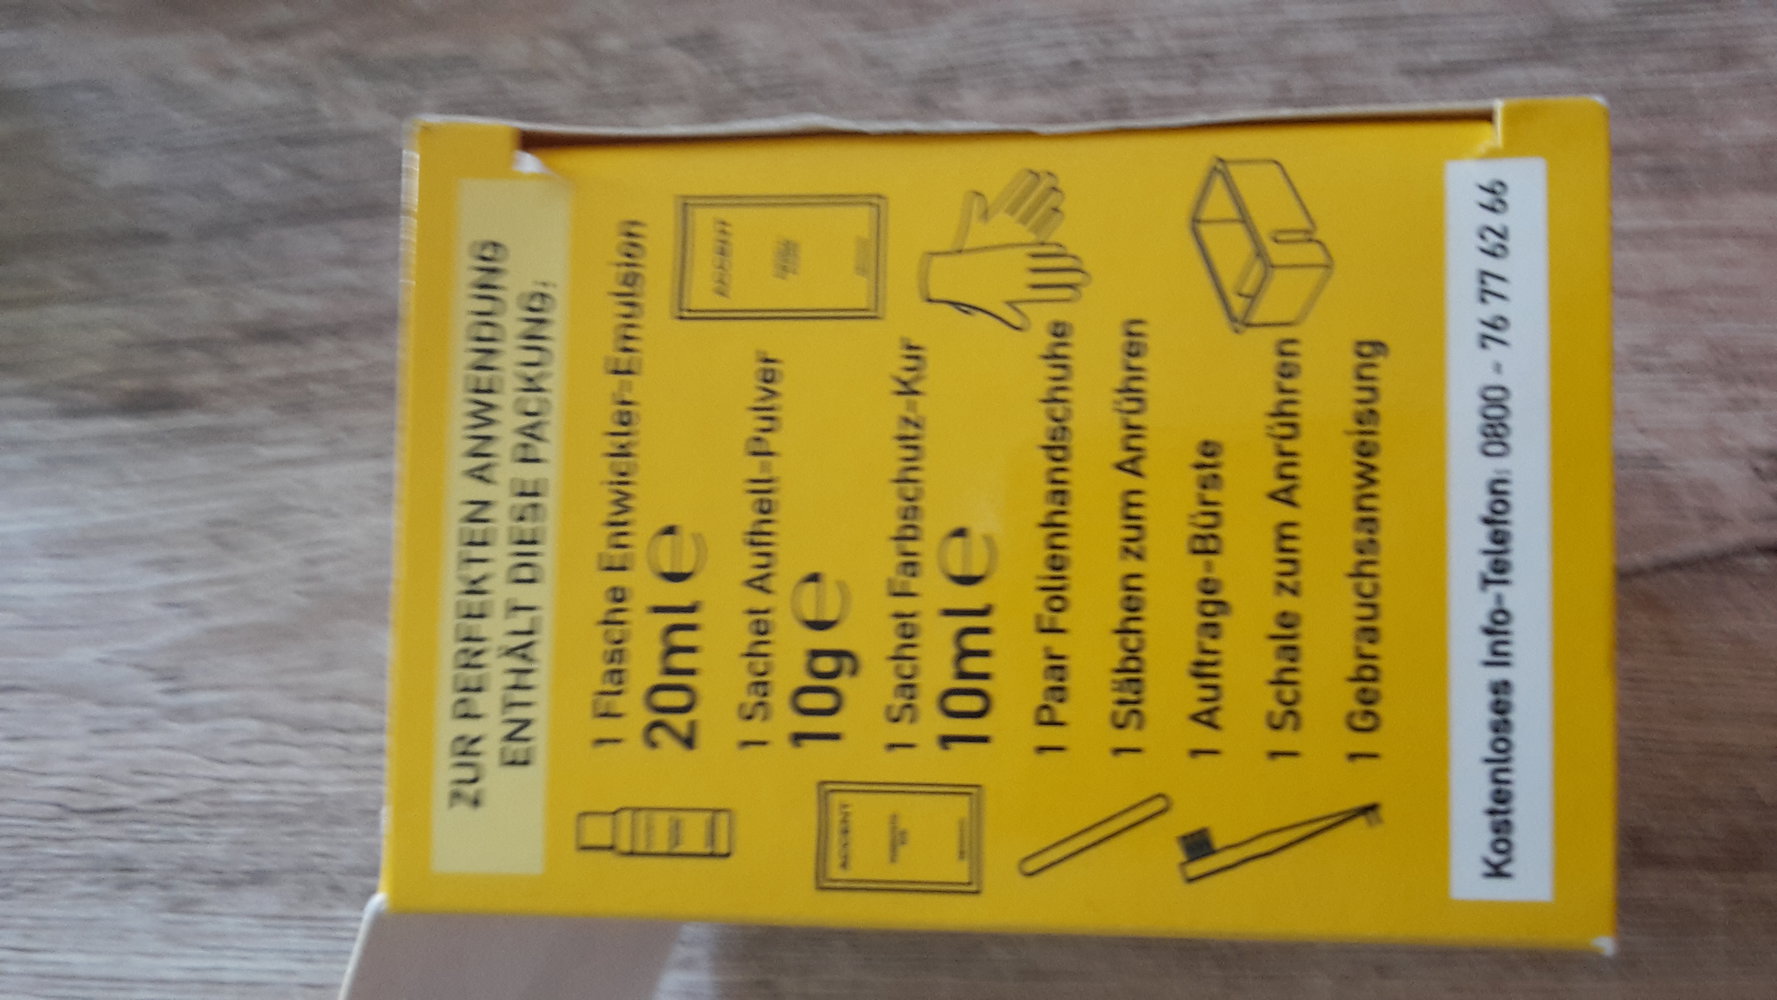 ZUR PERFEKTEN ANWENDUNG
ENTHÄLT DIESE PACKUNG:
1 Flasche Entwickler-Emulsion
20ml e
1 Sachet Aufhell-Pulver
10g e
1 Sachet Farbschutz-Kur
10ml e
1 Paar Folienhandschuhe
1 Stäbchen zum Anrühren
1 Auftrage-Bürste
1 Schale zum Anrühren
1 Gebrauchsanweisung
ACCENT
ACCENT
Kostenloses Info-Telefon: 0800 - 76 77 62 66